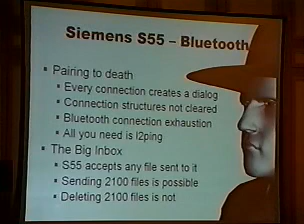 Siemens S55 – Bluetooth
Pairing to death
Every connection creates a dialog
Connection structures not cleared
Bluetooth connection exhaustion
All you need is l2ping
The Big Inbox
S55 accepts any file sent to it
Sending 2100 files is possible
Deleting 2100 files is not